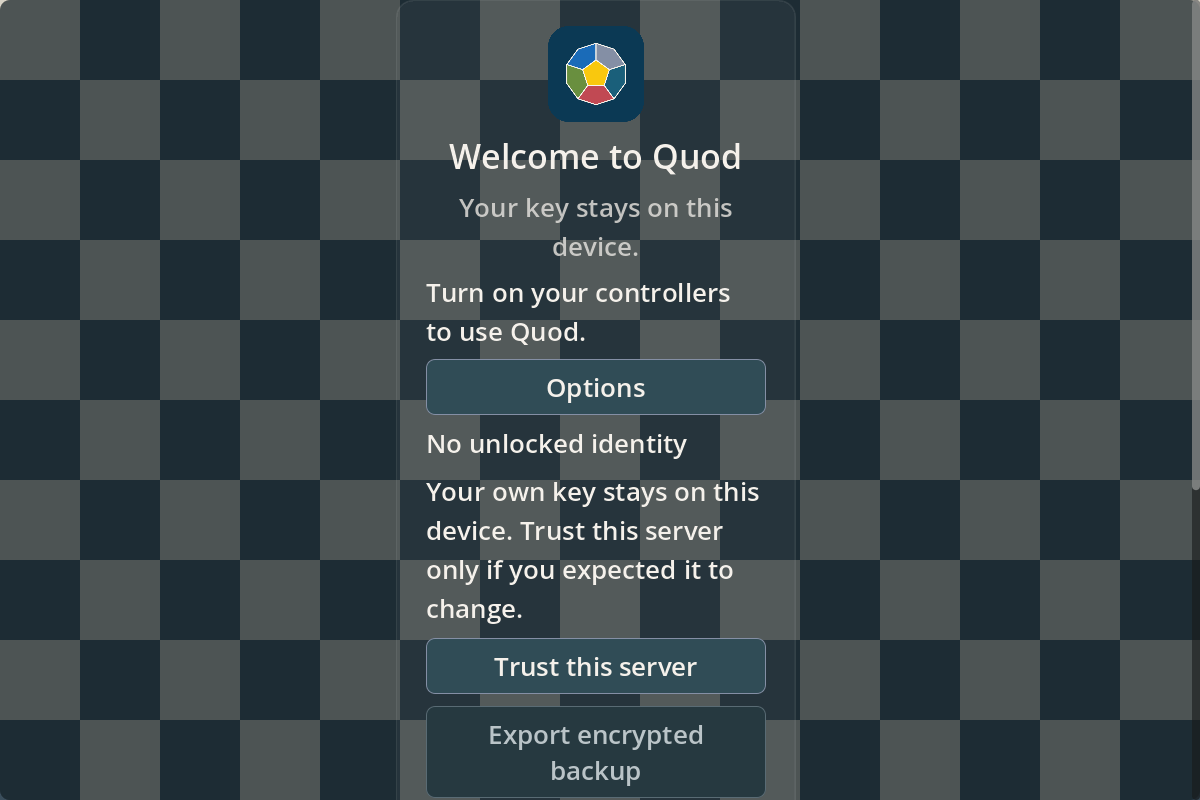 Welcome to Quod
Your key stays on this
device.
Turn on your controllers
to use Quod.
Options
No unlocked identity
Your own key stays on this
device. Trust this server
only if you expected it to
change.
Trust this server
Export encrypted
backup